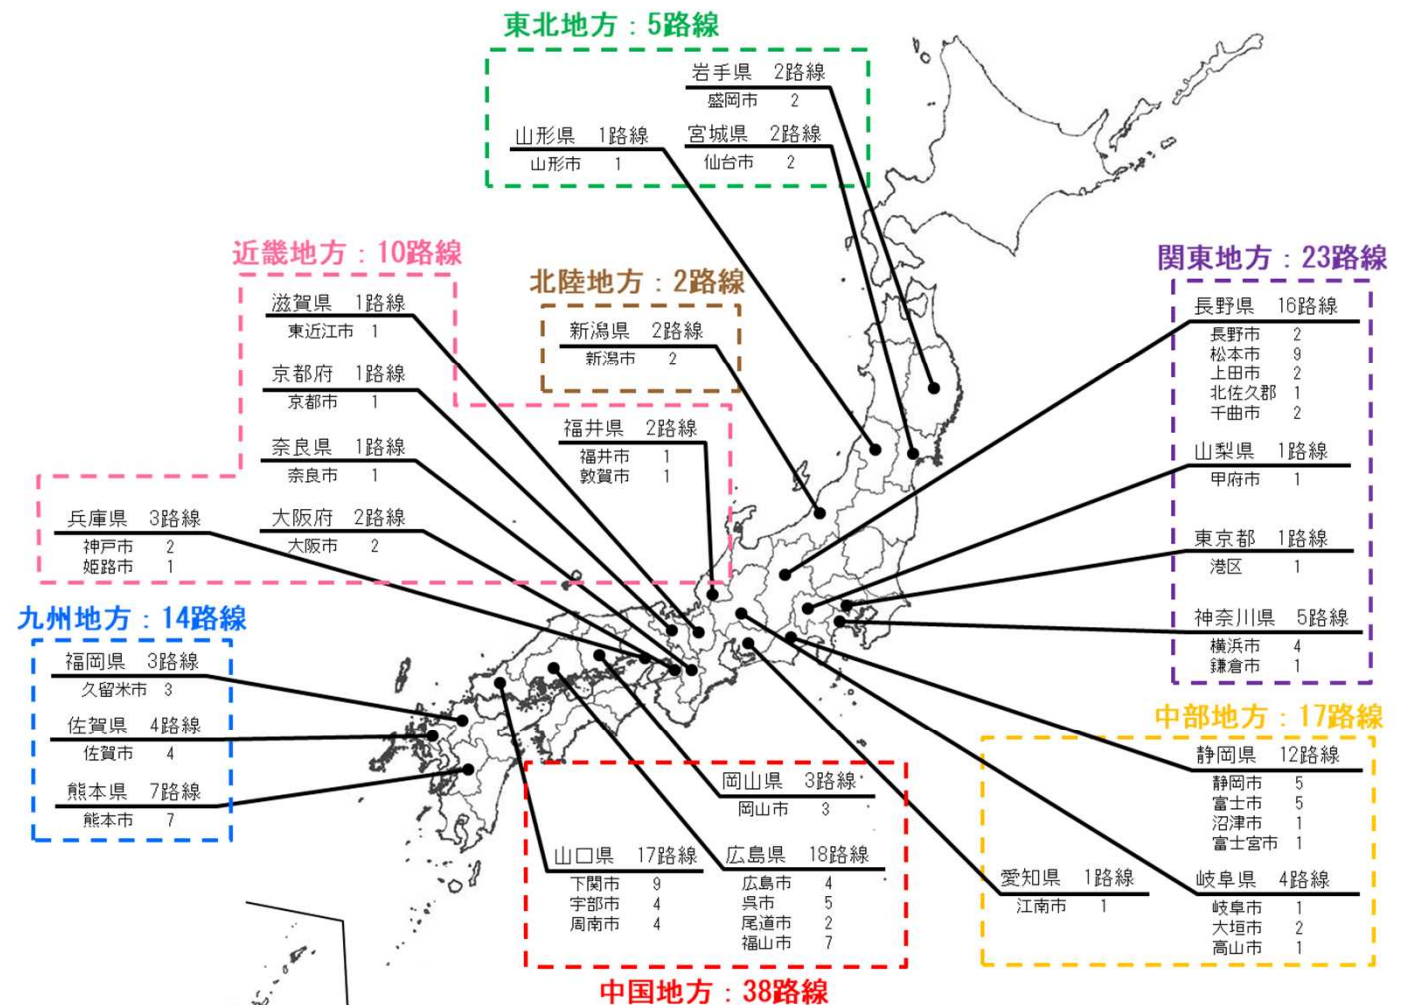 東北地方：5路線
岩手県 2路線
盛岡市 2
山形県 1路線
山形市 1
宮城県 2路線
仙台市 2
近畿地方：10路線
滋賀県 1路線
東近江市 1
京都府 1路線
京都市 1
奈良県 1路線
奈良市 1
大阪府 2路線
大阪市 2
兵庫県 3路線
神戸市 2
姫路市 1
福井県 2路線
福井市 1
敦賀市 1
北陸地方：2路線
新潟県 2路線
新潟市 2
関東地方：23路線
長野県 16路線
長野市 2
松本市 9
上田市 2
北佐久郡 1
千曲市 2
山梨県 1路線
甲府市 1
東京都 1路線
港区 1
神奈川県 5路線
横浜市 4
鎌倉市 1
九州地方：14路線
福岡県 3路線
久留米市 3
佐賀県 4路線
佐賀市 4
熊本県 7路線
熊本市 7
中部地方：17路線
静岡県 12路線
静岡市 5
富士市 5
沼津市 1
富士宮市 1
愛知県 1路線
江南市 1
岐阜県 4路線
岐阜市 1
大垣市 2
高山市 1
岡山県 3路線
岡山市 3
山口県 17路線
下関市 9
宇部市 4
周南市 4
広島県 18路線
広島市 4
呉市 5
尾道市 2
福山市 7
中国地方：38路線